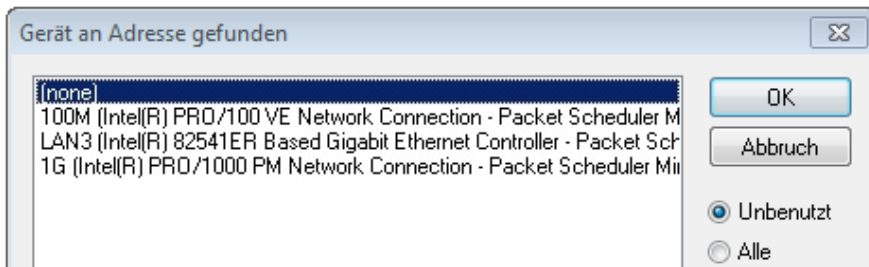 Gerät an Adresse gefunden
(none)
100M (Intel(R) PRO/100 VE Network Connection - Packet Scheduler M
LAN3 (Intel(R) 82541ER Based Gigabit Ethernet Controller - Packet Sch
1G (Intel(R) PRO/1000 PM Network Connection - Packet Scheduler Mi
OK
Abbruch
Unbenutzt
Alle